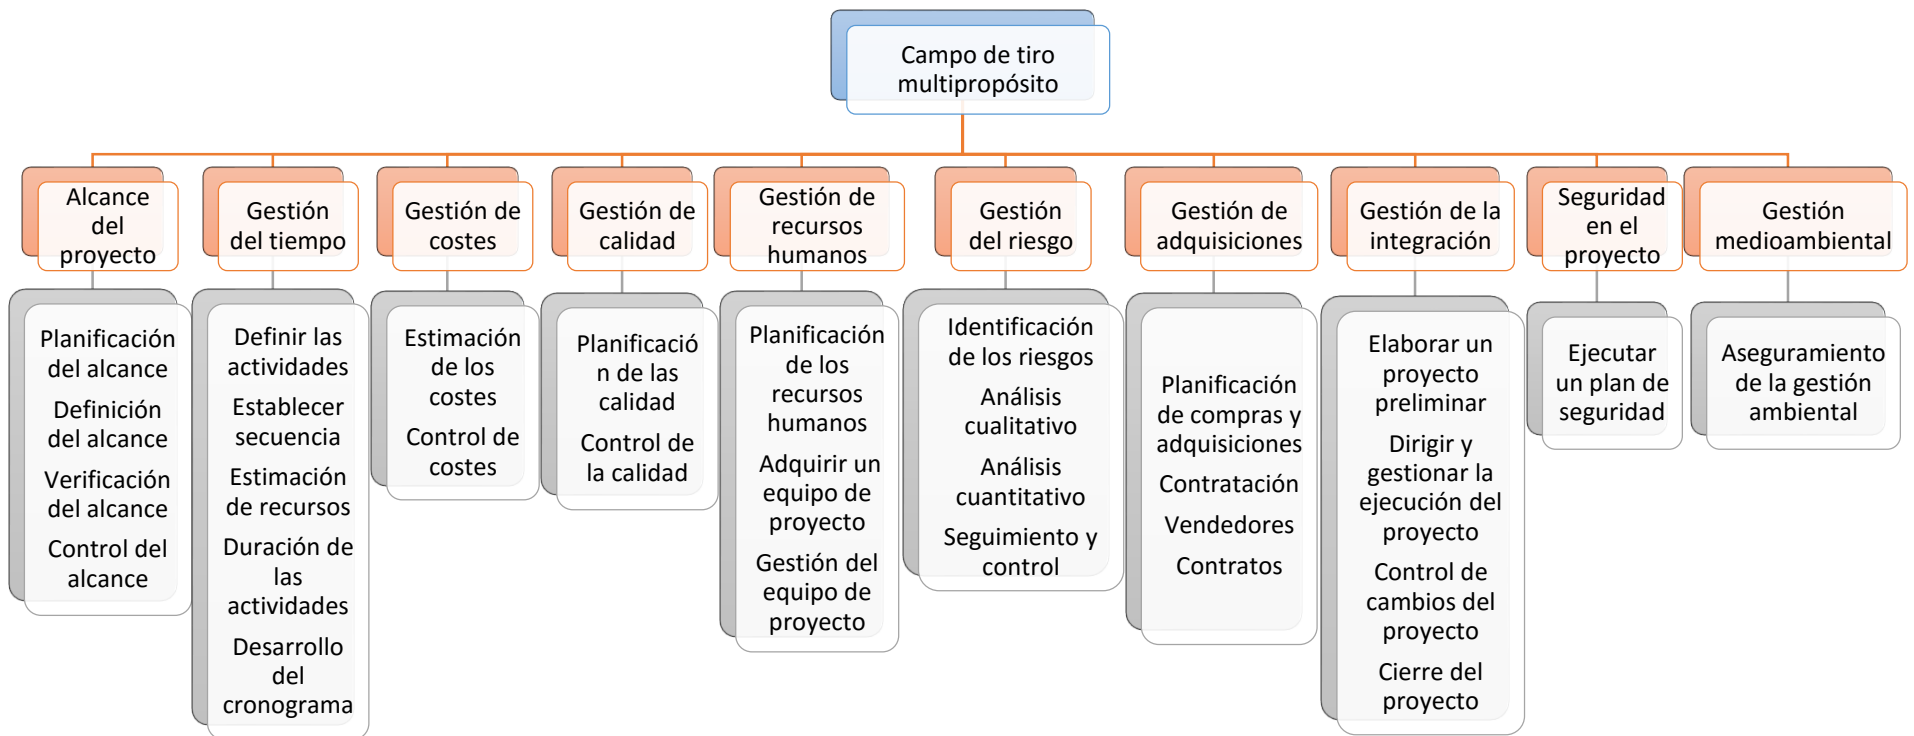 Campo de tiro
multipropósito
Alcance
del
proyecto
Gestión
del tiempo
Gestión de
costes
Gestión de
calidad
Gestión de
recursos
humanos
Gestión
del riesgo
Gestión de
adquisiciones
Gestión de la
integración
Seguridad
en el
proyecto
Gestión
medioambiental
Planificación
del alcance
Definición
del alcance
Verificación
del alcance
Control del
alcance
Definir las
actividades
Establecer
secuencia
Estimación
de recursos
Duración de
las
actividades
Desarrollo
del
cronograma
Estimación
de los
costes
Control de
costes
Planificació
n de las
calidad
Control de
la calidad
Planificación
de los
recursos
humanos
Adquirir un
equipo de
proyecto
Gestión del
equipo de
proyecto
Identificación
de los riesgos
Análisis
cualitativo
Análisis
cuantitativo
Seguimiento y
control
Planificación
de compras y
adquisiciones
Contratación
Vendedores
Contratos
Elaborar un
proyecto
preliminar
Dirigir y
gestionar la
ejecución del
proyecto
Control de
cambios del
proyecto
Cierre del
proyecto
Ejecutar
un plan de
seguridad
Aseguramiento
de la gestión
ambiental